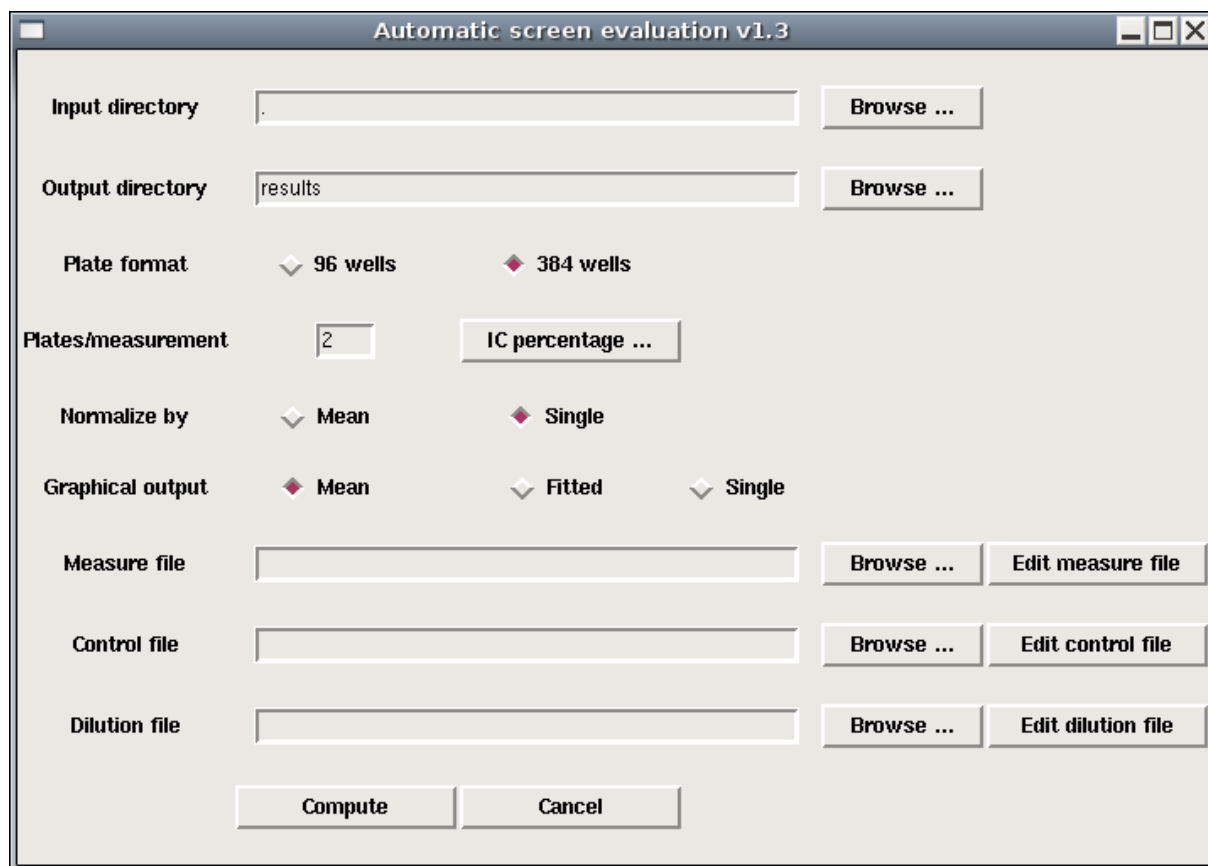 Automatic screen evaluation v1.3
Input directory . Browse ...
Output directory results Browse ...
Plate format 96 wells 384 wells
Plates/measurement 2 IC percentage ...
Normalize by Mean Single
Graphical output Mean Fitted Single
Measure file Browse ... Edit measure file
Control file Browse ... Edit control file
Dilution file Browse ... Edit dilution file
Compute Cancel